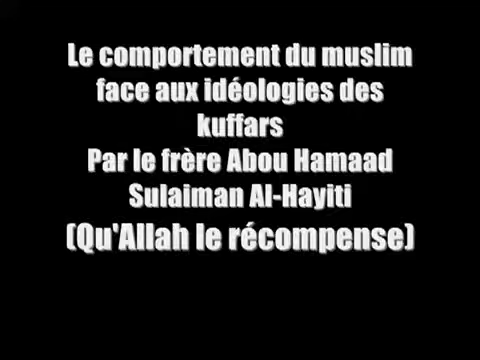 Le comportement du muslim
face aux idéologies des
kuffars
Par le frère Abou Hamaad
Sulaiman Al-Hayiti
(Qu'Allah le récompense)